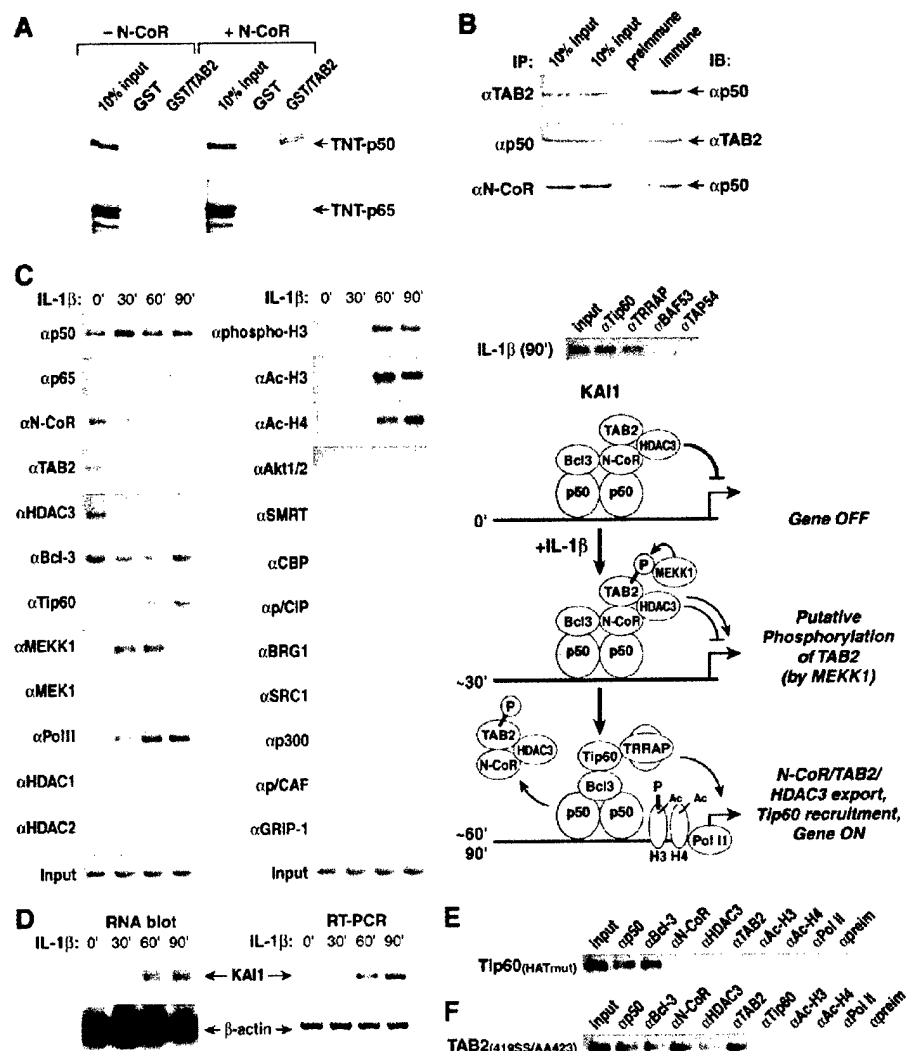 A
– N-CoR
+ N-CoR
10% input
GST
GST/TAB2
10% input
GST
GST/TAB2
TNT-p50
TNT-p65
B
IP:
10% input
10% input
preimmune
immune
IB:
αTAB2
αp50
αp50
αTAB2
αN-CoR
αp50
C
IL-1β: 0' 30' 60' 90'
αp50
αp65
αN-CoR
αTAB2
αHDAC3
αBcl-3
αTip60
αMEKK1
αMEK1
αPolII
αHDAC1
αHDAC2
Input
IL-1β: 0' 30' 60' 90'
αphospho-H3
αAc-H3
αAc-H4
αAkt1/2
αSMRT
αCBP
αp/CIP
αBRG1
αSRC1
αp300
αp/CAF
αGRIP-1
Input
input
αTip60
αTRRAP
αBAF53
αTAP54
IL-1β (90')
KAI1
TAB2
HDAC3
Bcl3
N-CoR
p50
p50
0'
Gene OFF
+IL-1β
P
MEKK1
TAB2
HDAC3
Bcl3
N-CoR
p50
p50
~30'
Putative
Phosphorylation
of TAB2
(by MEKK1)
P
TAB2
HDAC3
N-CoR
Tip60
TRRAP
Bcl3
p50
p50
P
Ac
Ac
H3
H4
Pol II
~60'
90'
N-CoR/TAB2/
HDAC3 export,
Tip60 recruitment,
Gene ON
D
RNA blot
IL-1β: 0' 30' 60' 90'
RT-PCR
IL-1β: 0' 30' 60' 90'
KAI1
β-actin
E
Input
αp50
αBcl-3
αN-CoR
αHDAC3
αTAB2
αAc-H3
αAc-H4
αPol II
αpreim
Tip60(HATmut)
F
Input
αp50
αBcl-3
αN-CoR
αHDAC3
αTAB2
αTip60
αAc-H3
αAc-H4
αPol II
αpreim
TAB2(419SS/AA423)